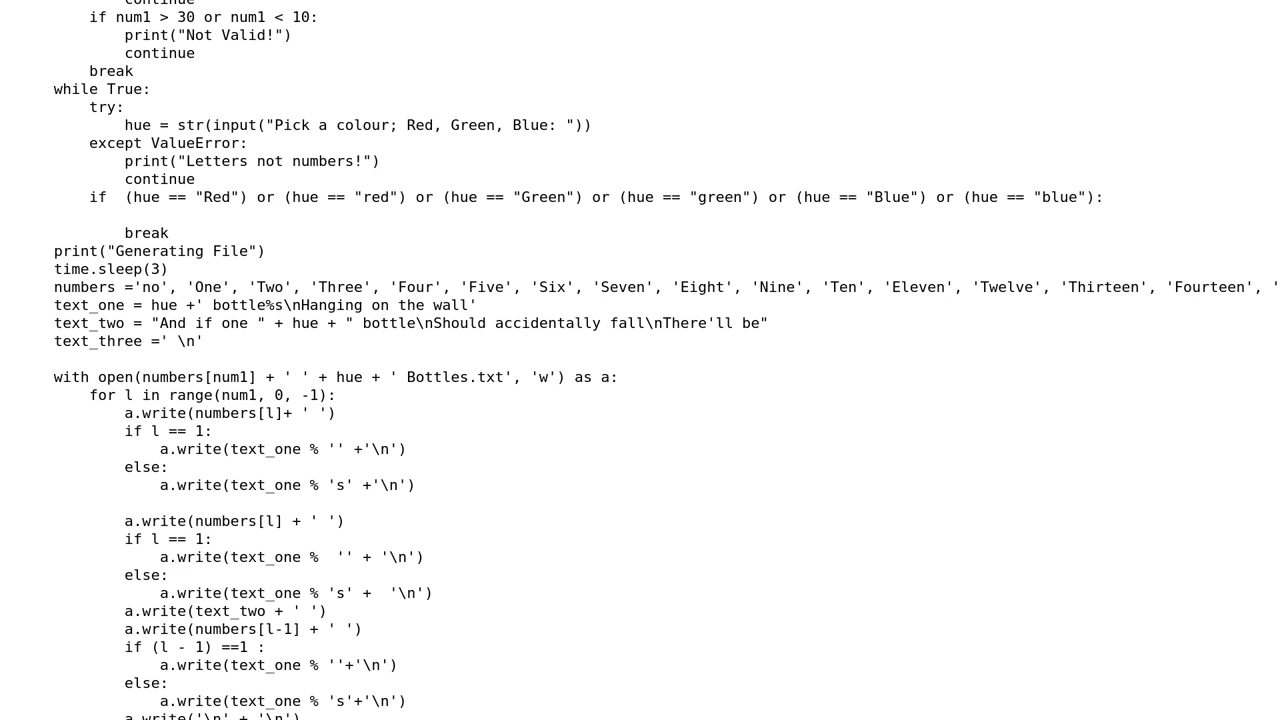 continue
if num1 > 30 or num1 < 10:
print("Not Valid!")
continue
break
while True:
try:
hue = str(input("Pick a colour; Red, Green, Blue: "))
except ValueError:
print("Letters not numbers!")
continue
if  (hue == "Red") or (hue == "red") or (hue == "Green") or (hue == "green") or (hue == "Blue") or (hue == "blue"):
break
print("Generating File")
time.sleep(3)
numbers ='no', 'One', 'Two', 'Three', 'Four', 'Five', 'Six', 'Seven', 'Eight', 'Nine', 'Ten', 'Eleven', 'Twelve', 'Thirteen', 'Fourteen', '
text_one = hue +' bottle%s\nHanging on the wall'
text_two = "And if one " + hue + " bottle\nShould accidentally fall\nThere'll be"
text_three =' \n'
with open(numbers[num1] + ' ' + hue + ' Bottles.txt', 'w') as a:
for l in range(num1, 0, -1):
a.write(numbers[l]+ ' ')
if l == 1:
a.write(text_one % '' +'\n')
else:
a.write(text_one % 's' +'\n')
a.write(numbers[l] + ' ')
if l == 1:
a.write(text_one %  '' + '\n')
else:
a.write(text_one % 's' +  '\n')
a.write(text_two + ' ')
a.write(numbers[l-1] + ' ')
if (l - 1) ==1 :
a.write(text_one % ''+'\n')
else:
a.write(text_one % 's'+'\n')
a.write('\n' + '\n')